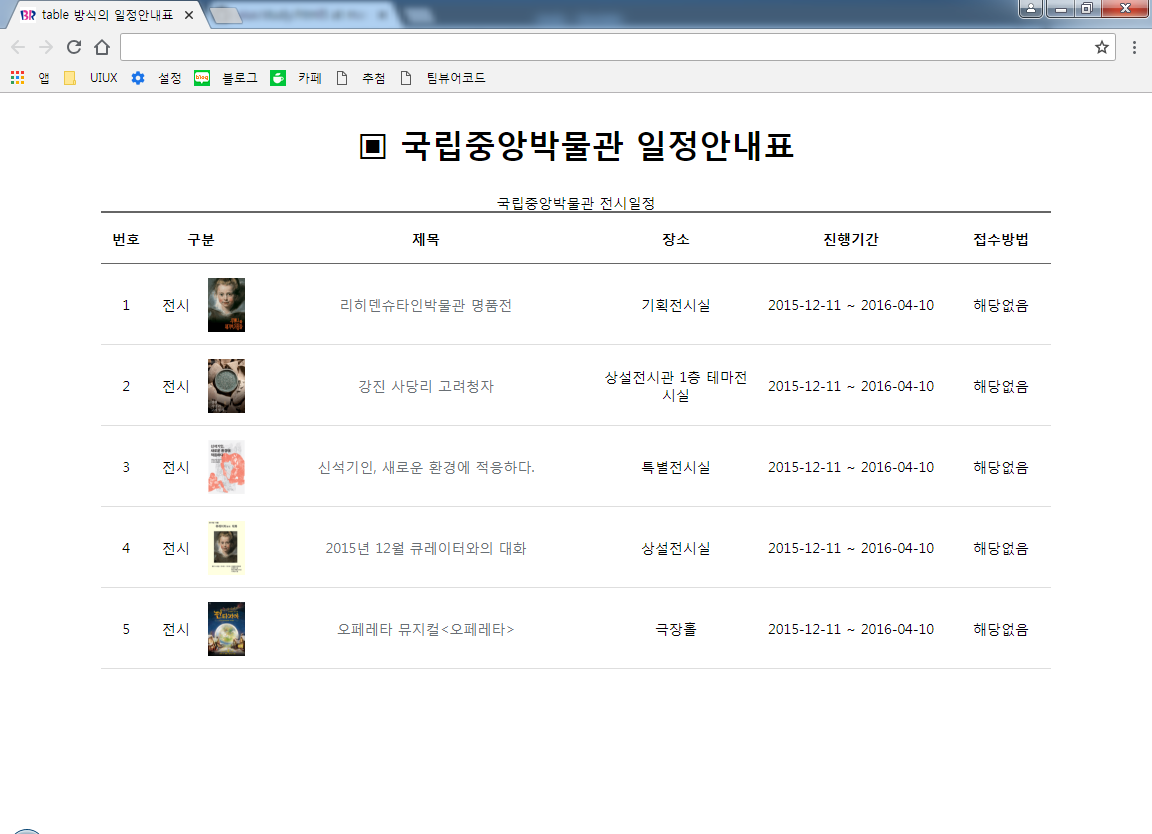 BR table 방식의 일정안내표
앱 UIUX 설정 blog 블로그 카페 추첨 팀뷰어코드
▣ 국립중앙박물관 일정안내표
국립중앙박물관 전시일정
번호 구분 제목 장소 진행기간 접수방법
1 전시 리히덴슈타인박물관 명품전 기획전시실 2015-12-11 ~ 2016-04-10 해당없음
2 전시 강진 사당리 고려청자 상설전시관 1층 테마전
시실 2015-12-11 ~ 2016-04-10 해당없음
3 전시 신석기인, 새로운 환경에 적응하다. 특별전시실 2015-12-11 ~ 2016-04-10 해당없음
4 전시 2015년 12월 큐레이터와의 대화 상설전시실 2015-12-11 ~ 2016-04-10 해당없음
5 전시 오페레타 뮤지컬<오페레타> 극장홀 2015-12-11 ~ 2016-04-10 해당없음